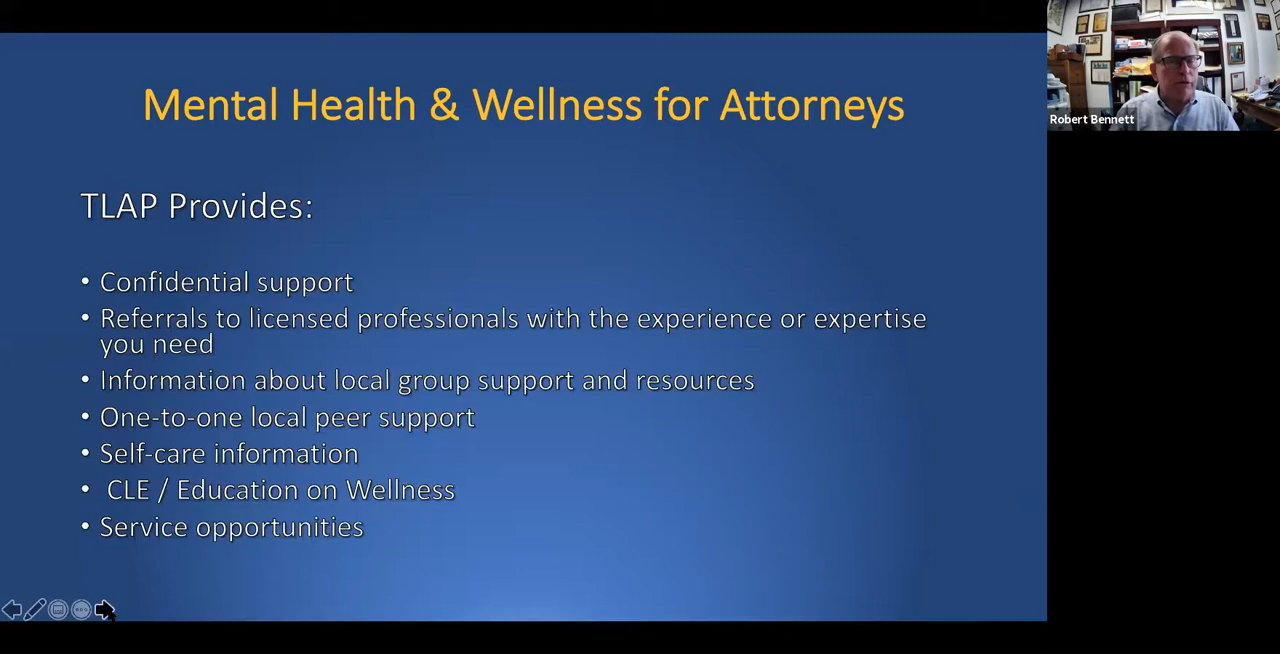 Mental Health & Wellness for Attorneys
Robert Bennett
TLAP Provides:
• Confidential support
• Referrals to licensed professionals with the experience or expertise
you need
• Information about local group support and resources
• One-to-one local peer support
• Self-care information
• CLE / Education on Wellness
• Service opportunities